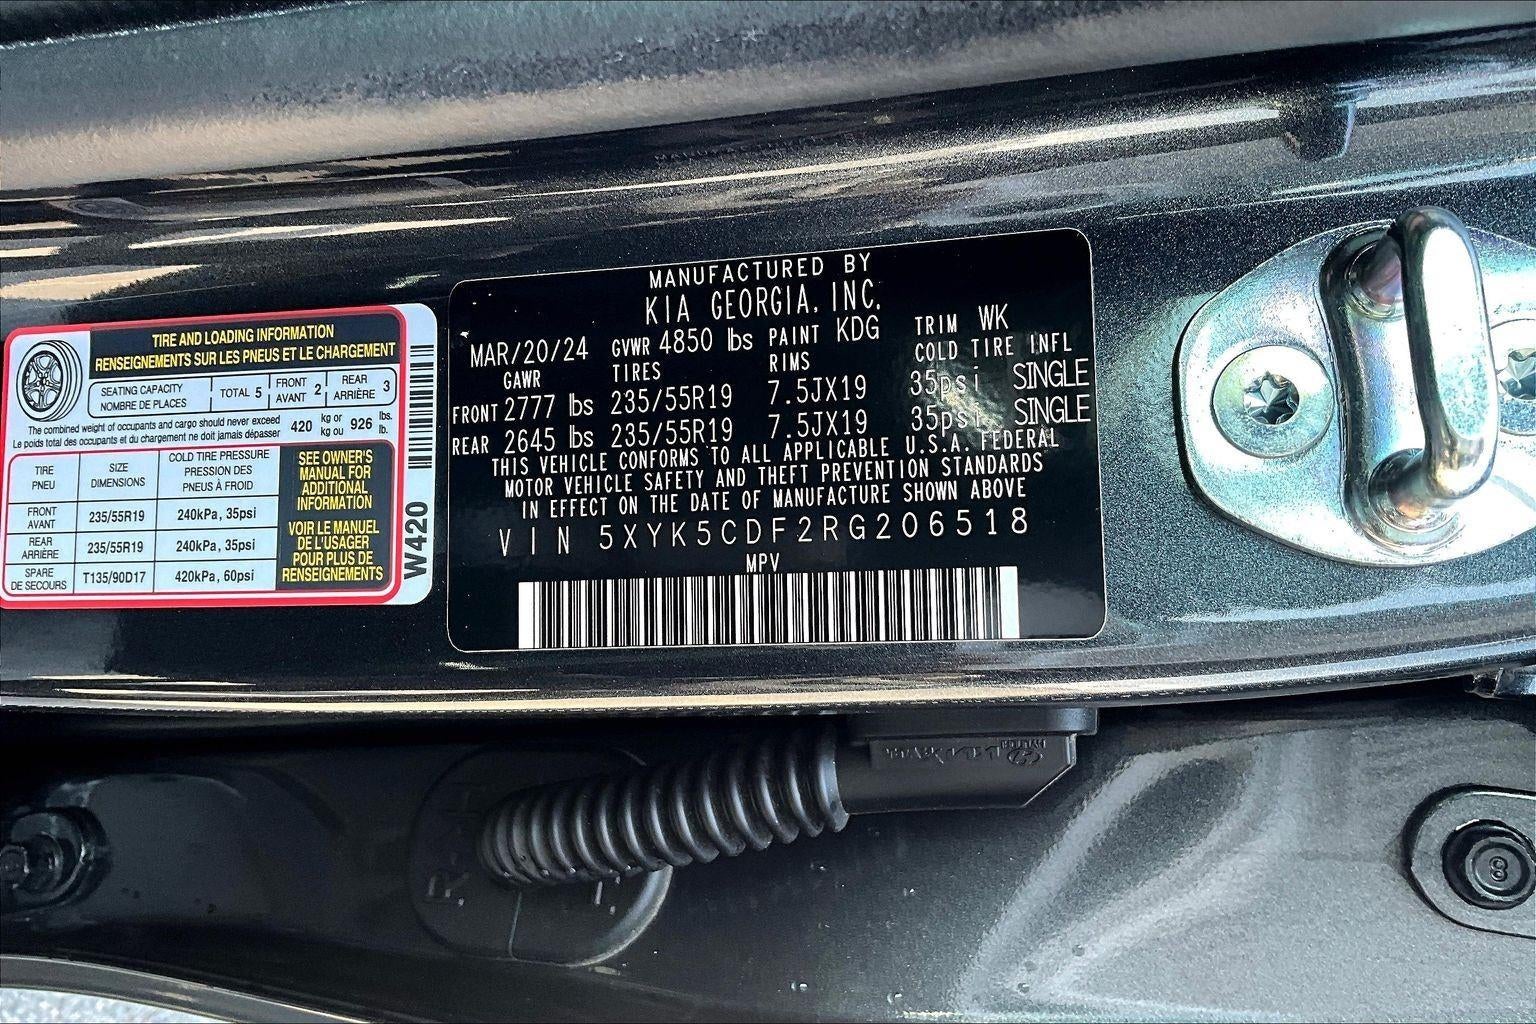 TIRE AND LOADING INFORMATION
RENSEIGNEMENTS SUR LES PNEUS ET LE CHARGEMENT
SEATING CAPACITY
NOMBRE DE PLACES
TOTAL 5
FRONT
AVANT 2
REAR
ARRIÈRE 3
The combined weight of occupants and cargo should never exceed 420 kg or 926 lbs.
Le poids total des occupants et du chargement ne doit jamais dépasser kg ou lb.
TIRE
PNEU
SIZE
DIMENSIONS
COLD TIRE PRESSURE
PRESSION DES
PNEUS À FROID
FRONT
AVANT
235/55R19
240kPa, 35psi
REAR
ARRIÈRE
235/55R19
240kPa, 35psi
SPARE
DE SECOURS
T135/90D17
420kPa, 60psi
SEE OWNER'S
MANUAL FOR
ADDITIONAL
INFORMATION
VOIR LE MANUEL
DE L'USAGER
POUR PLUS DE
RENSEIGNEMENTS
W420
MANUFACTURED BY
KIA GEORGIA, INC.
MAR/20/24 GVWR 4850 lbs PAINT KDG TRIM WK
GAWR TIRES RIMS COLD TIRE INFL
FRONT 2777 lbs 235/55R19 7.5JX19 35psi SINGLE
REAR 2645 lbs 235/55R19 7.5JX19 35psi SINGLE
THIS VEHICLE CONFORMS TO ALL APPLICABLE U.S.A. FEDERAL
MOTOR VEHICLE SAFETY AND THEFT PREVENTION STANDARDS
IN EFFECT ON THE DATE OF MANUFACTURE SHOWN ABOVE
VIN 5XYK5CDF2RG206518
MPV
8